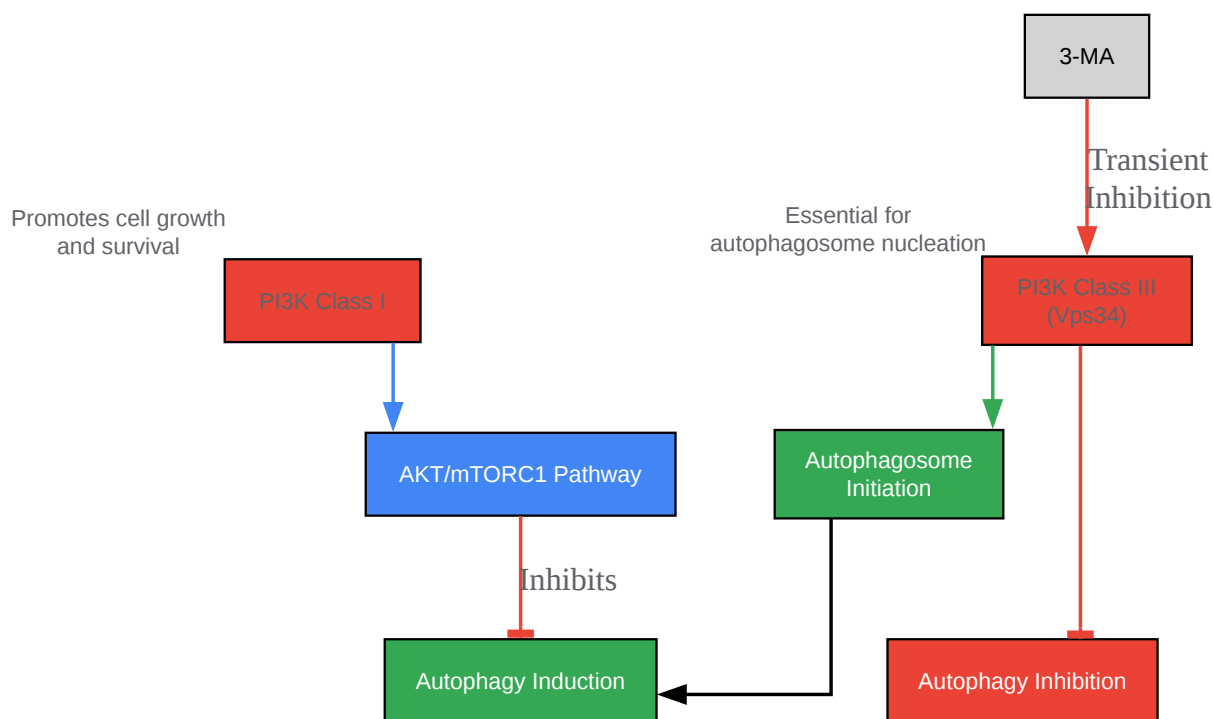 3-MA
Transient
Inhibition
Promotes cell growth
and survival
Essential for
autophagosome nucleation
PI3K Class I
PI3K Class III
(Vps34)
AKT/mTORC1 Pathway
Autophagosome
Initiation
Inhibits
Autophagy Induction
Autophagy Inhibition